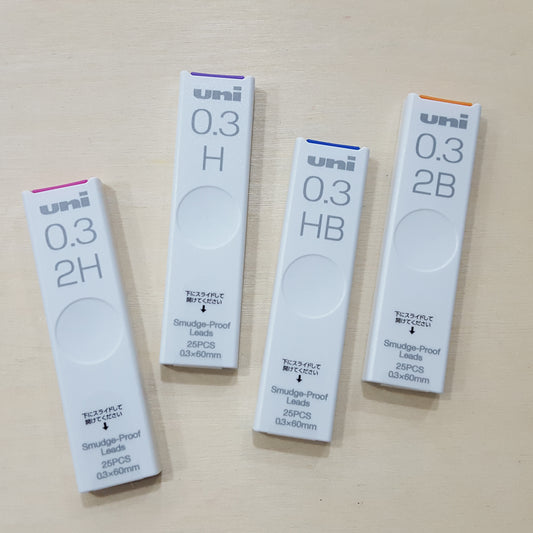 uni
0.3
2H
下にスライドして
開けてください
Smudge-Proof
Leads
25PCS
0.3×60mm
uni
0.3
H
下にスライドして
開けてください
Smudge-Proof
Leads
25PCS
0.3×60mm
uni
0.3
HB
下にスライドして
開けてください
Smudge-Proof
Leads
25PCS
0.3×60mm
uni
0.3
2B
下にスライドして
開けてください
Smudge-Proof
Leads
25PCS
0.3×60mm